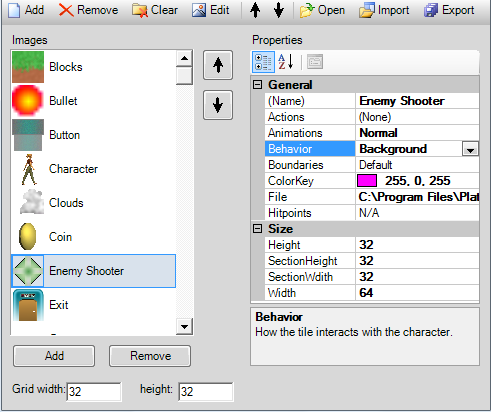 Add Remove Clear Edit Open Import Export
Images
Blocks
Bullet
Button
Character
Clouds
Coin
Enemy Shooter
Exit
Add Remove
Grid width: 32 height: 32
Properties
General
(Name) Enemy Shooter
Actions (None)
Animations Normal
Behavior Background
Boundaries Default
ColorKey 255, 0, 255
File C:\Program Files\Pla
Hitpoints N/A
Size
Height 32
SectionHeight 32
SectionWdith 32
Width 64
Behavior
How the tile interacts with the character.